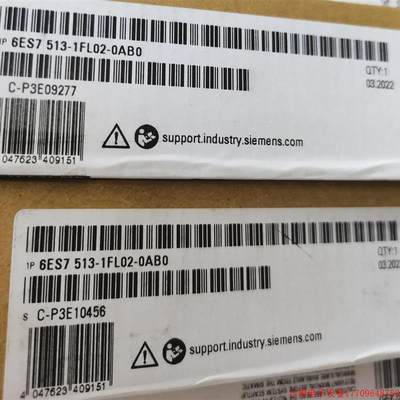 1P 6ES7 513-1FL02-0AB0
QTY:1
03.2022
C-P3E09277
support.industry.siemens.com
047623 409151
1P 6ES7 513-1FL02-0AB0
QTY:1
03.202
S C-P3E10456
support.industry.siemens.com
4 047623 409151